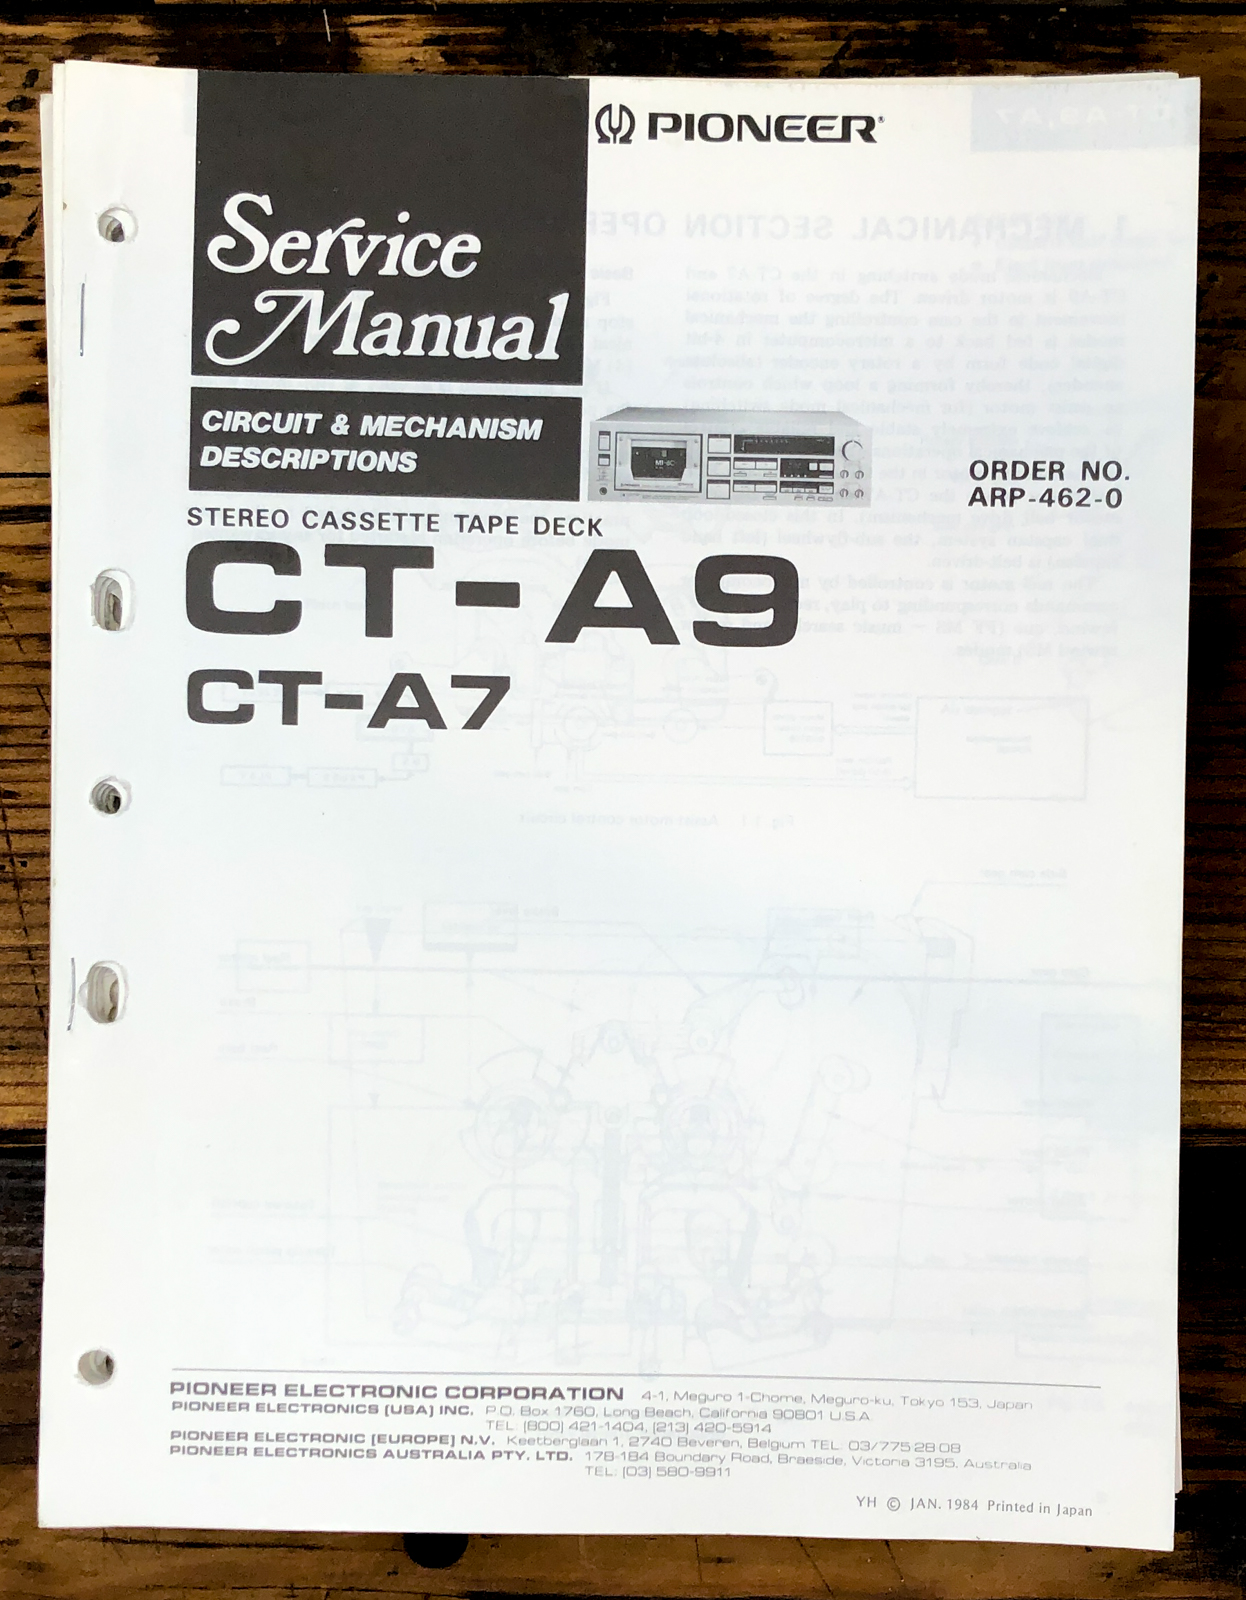 PIONEER®
Service
Manual
CIRCUIT & MECHANISM
DESCRIPTIONS
ORDER NO.
ARP-462-0
STEREO CASSETTE TAPE DECK
CT-A9
CT-A7
PIONEER ELECTRONIC CORPORATION 4-1, Meguro 1-Chome, Meguro-ku, Tokyo 153, Japan
PIONEER ELECTRONICS (USA) INC. P.O. Box 1760, Long Beach, California 90801 U.S.A.
TEL: (800) 421-1404, (213) 420-5914
PIONEER ELECTRONIC (EUROPE) N.V. Keetberglaan 1, 2740 Beveren, Belgium TEL: 03/775 28 08
PIONEER ELECTRONICS AUSTRALIA PTY. LTD. 178-184 Boundary Road, Braeside, Victoria 3195, Australia
TEL: (03) 580-9911
YH © JAN. 1984 Printed in Japan